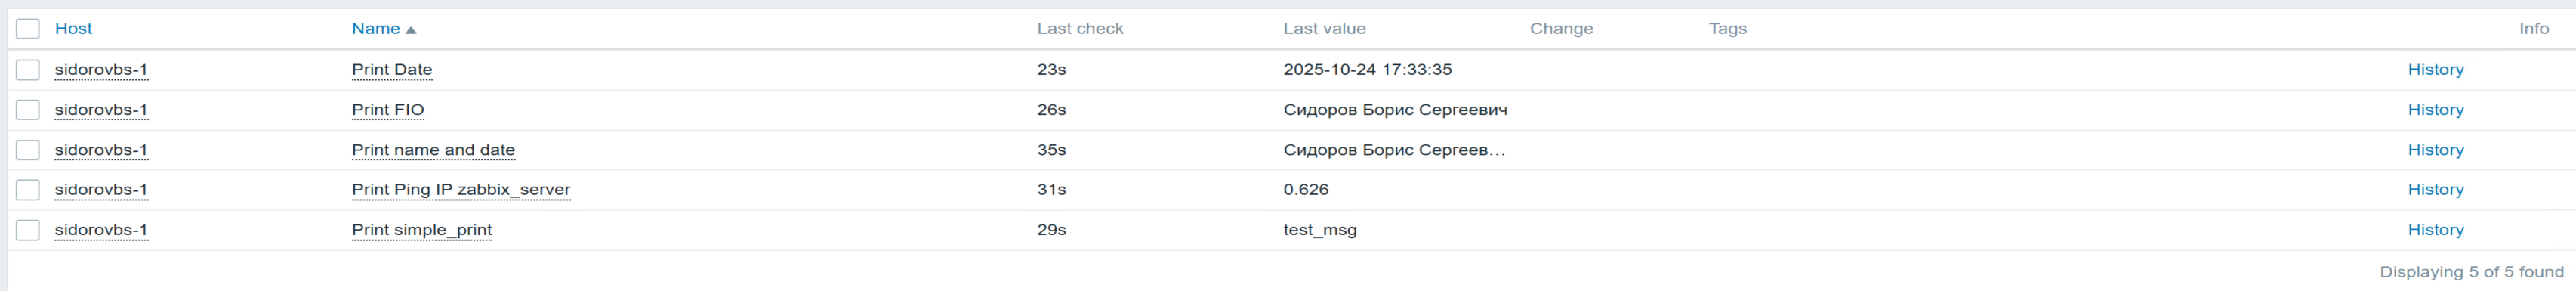 Host Name ▲ Last check Last value Change Tags Info
sidorovbs-1 Print Date 23s 2025-10-24 17:33:35 History
sidorovbs-1 Print FIO 26s Сидоров Борис Сергеевич History
sidorovbs-1 Print name and date 35s Сидоров Борис Сергеев… History
sidorovbs-1 Print Ping IP zabbix_server 31s 0.626 History
sidorovbs-1 Print simple_print 29s test_msg History
Displaying 5 of 5 found